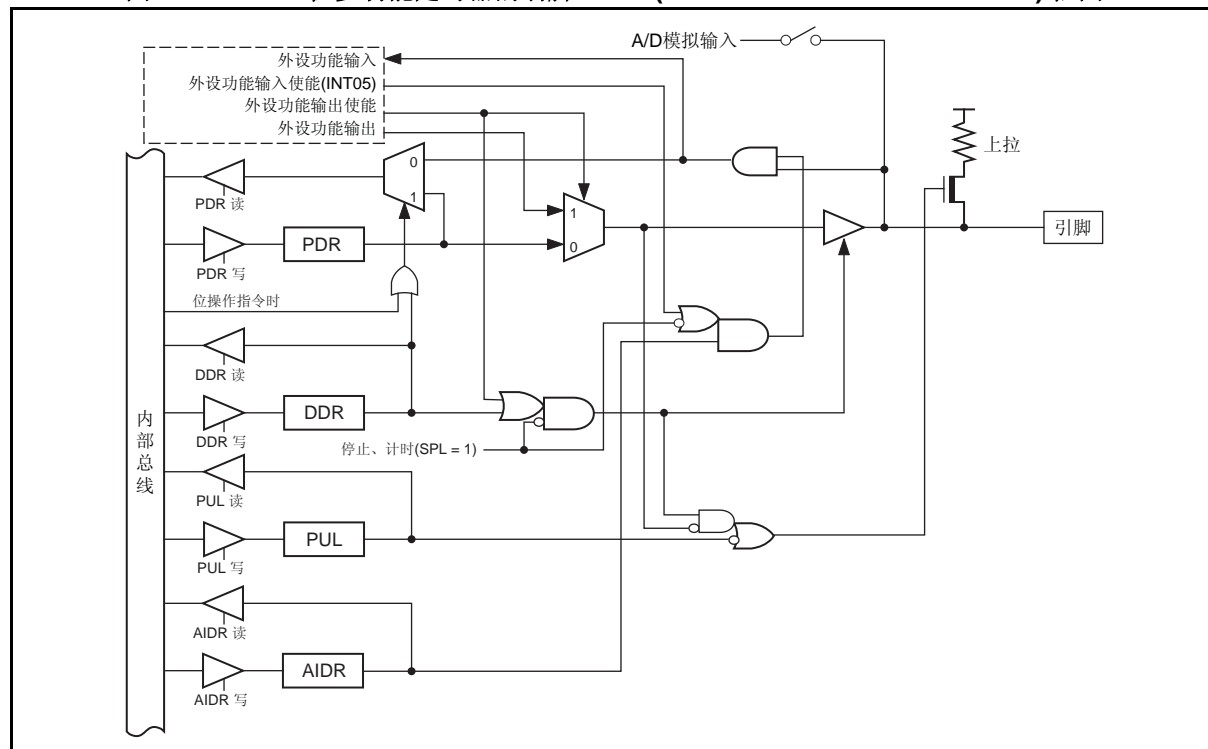 A/D模拟输入
外设功能输入
外设功能输入使能(INT05)
外设功能输出使能
外设功能输出
上拉
0
1
PDR 读
1
0
引脚
PDR
PDR 写
位操作指令时
DDR 读
DDR
DDR 写
停止、计时(SPL = 1)
内部总线
PUL 读
PUL
PUL 写
AIDR 读
AIDR
AIDR 写